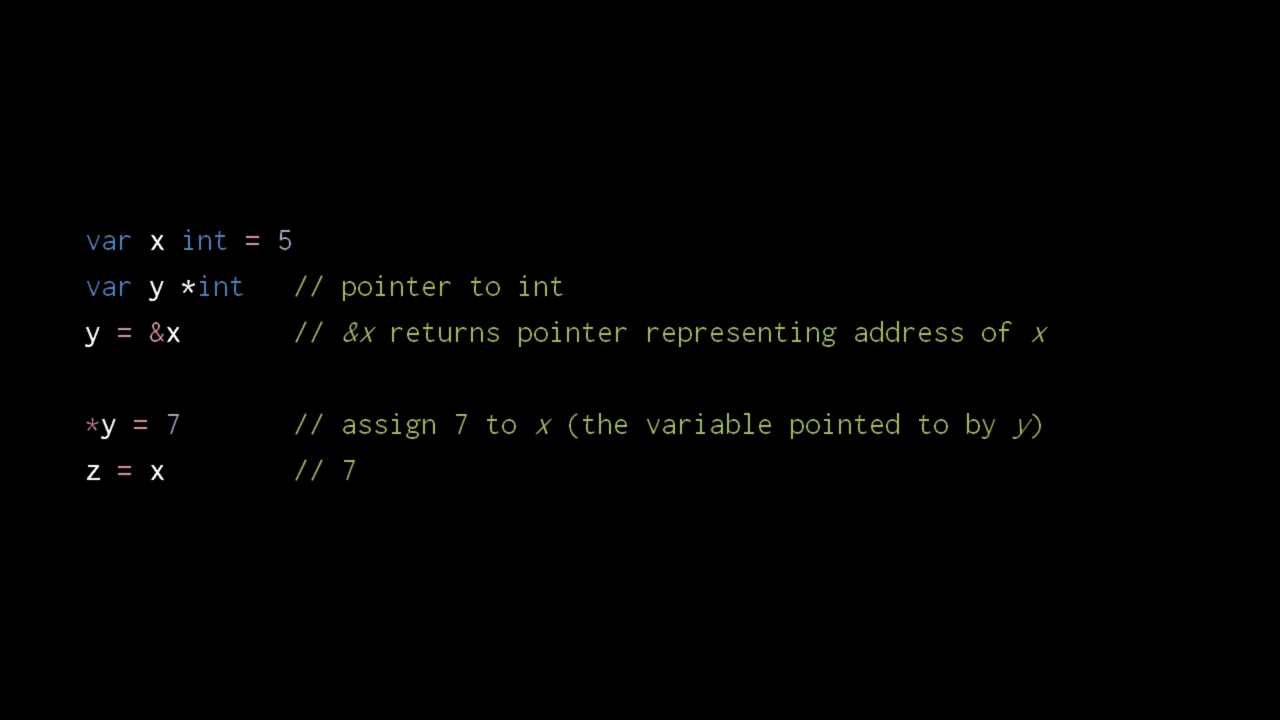 var x int = 5
var y *int   // pointer to int
y = &x       // &x returns pointer representing address of x
*y = 7       // assign 7 to x (the variable pointed to by y)
z = x        // 7